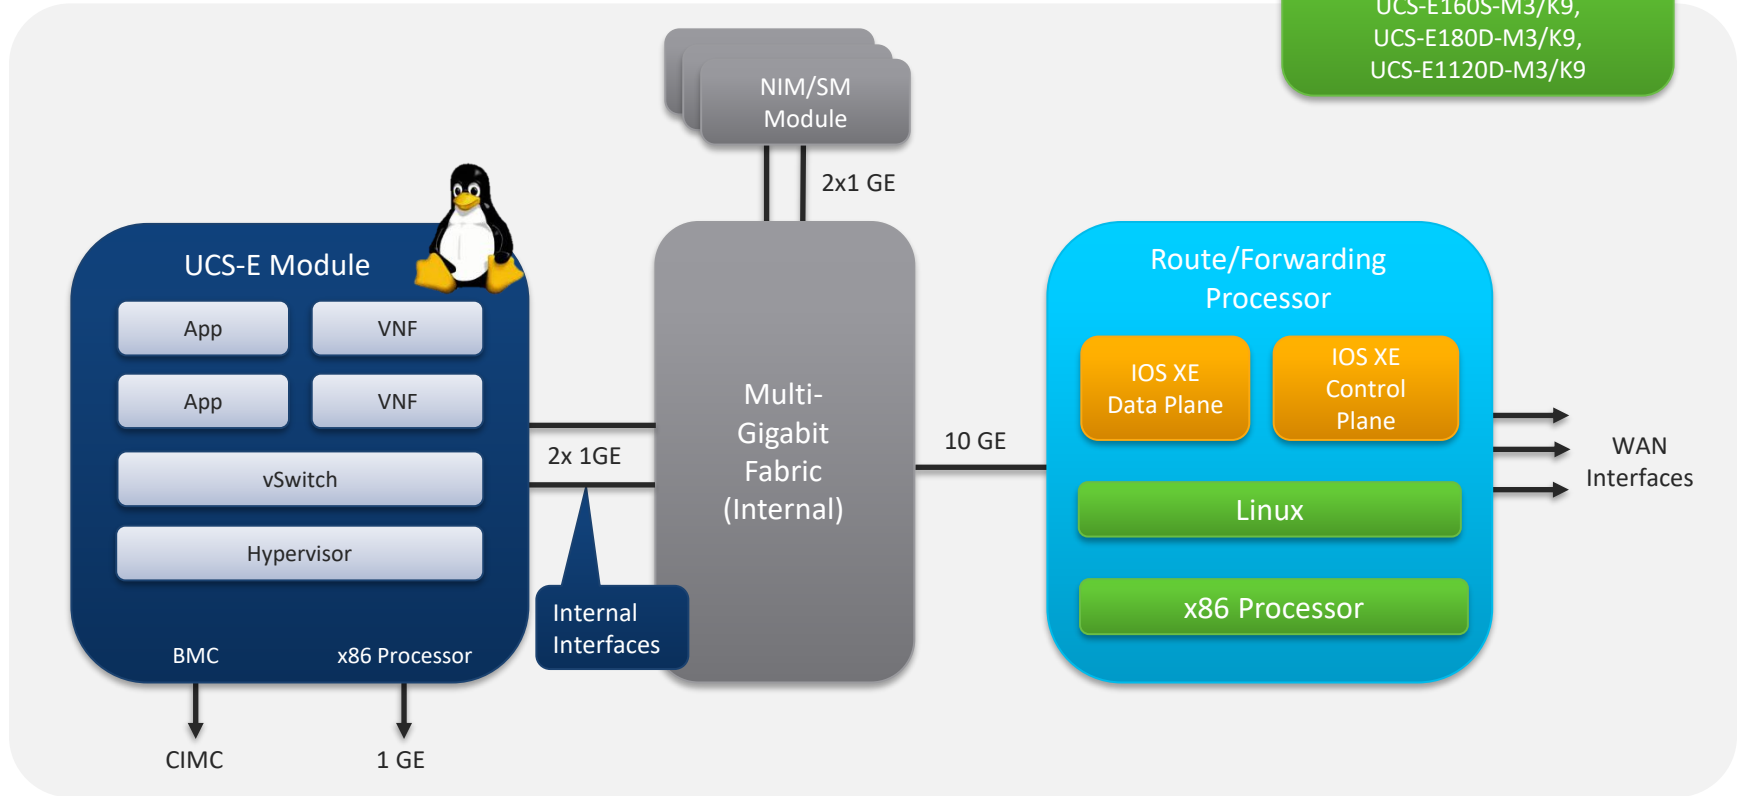 UCS-E160S-M3/K9,
UCS-E180D-M3/K9,
UCS-E1120D-M3/K9
NIM/SM
Module
2x1 GE
UCS-E Module
App
VNF
App
VNF
vSwitch
Hypervisor
BMC
x86 Processor
CIMC
1 GE
2x 1GE
Internal
Interfaces
Multi-
Gigabit
Fabric
(Internal)
10 GE
Route/Forwarding
Processor
IOS XE
Data Plane
IOS XE
Control
Plane
Linux
x86 Processor
WAN
Interfaces